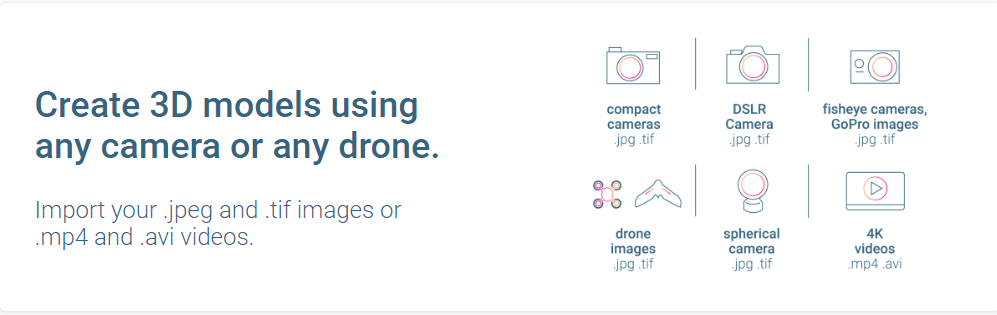 Create 3D models using
any camera or any drone.
Import your .jpeg and .tif images or
.mp4 and .avi videos.
compact
cameras
.jpg .tif
DSLR
Camera
.jpg .tif
fisheye cameras,
GoPro images
.jpg .tif
drone
images
.jpg .tif
spherical
camera
.jpg .tif
4K
videos
.mp4 .avi